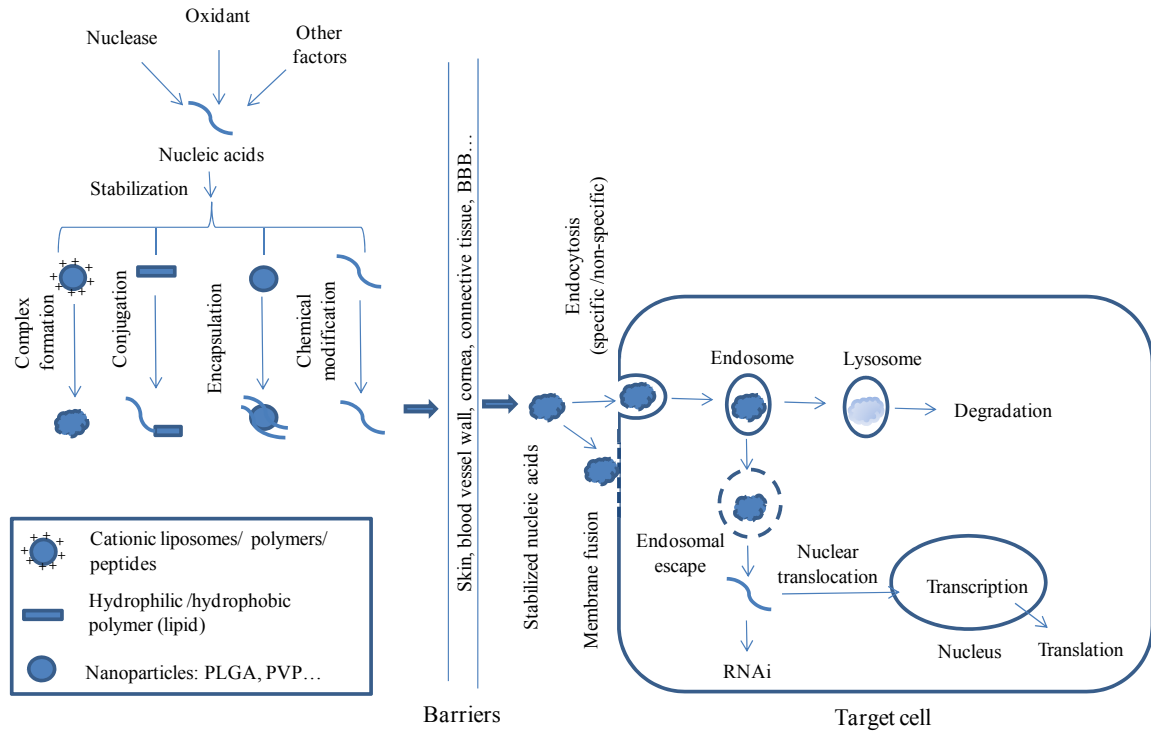 Oxidant
Nuclease
Other
factors
Nucleic acids
Stabilization
Complex
formation
Conjugation
Encapsulation
Chemical
modification
+ + + + + + + + + +
Cationic liposomes/ polymers/
peptides
Hydrophilic /hydrophobic
polymer (lipid)
Nanoparticles: PLGA, PVP…
Skin, blood vessel wall, cornea, connective tissue, BBB…
Barriers
Stabilized nucleic acids
Endocytosis
(specific /non-specific)
Membrane fusion
Endosome
Lysosome
Degradation
Endosomal
escape
Nuclear
translocation
Transcription
Nucleus
Translation
RNAi
Target cell